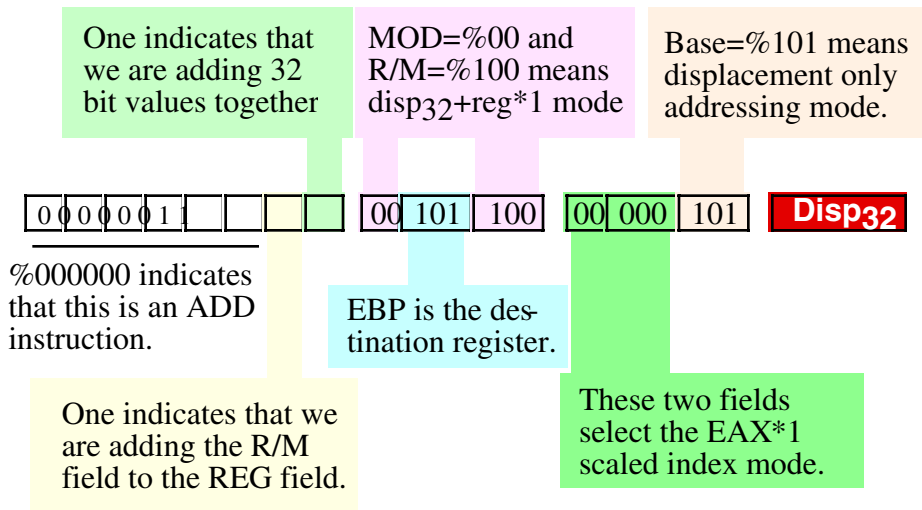 One indicates that
we are adding 32
bit values together
MOD=%00 and
R/M=%100 means
disp32+reg*1 mode
Base=%101 means
displacement only
addressing mode.
0 0 0 0 0 0 1 1 00 101 100 00 000 101 Disp32
%000000 indicates
that this is an ADD
instruction.
EBP is the des-
tination register.
One indicates that we
are adding the R/M
field to the REG field.
These two fields
select the EAX*1
scaled index mode.